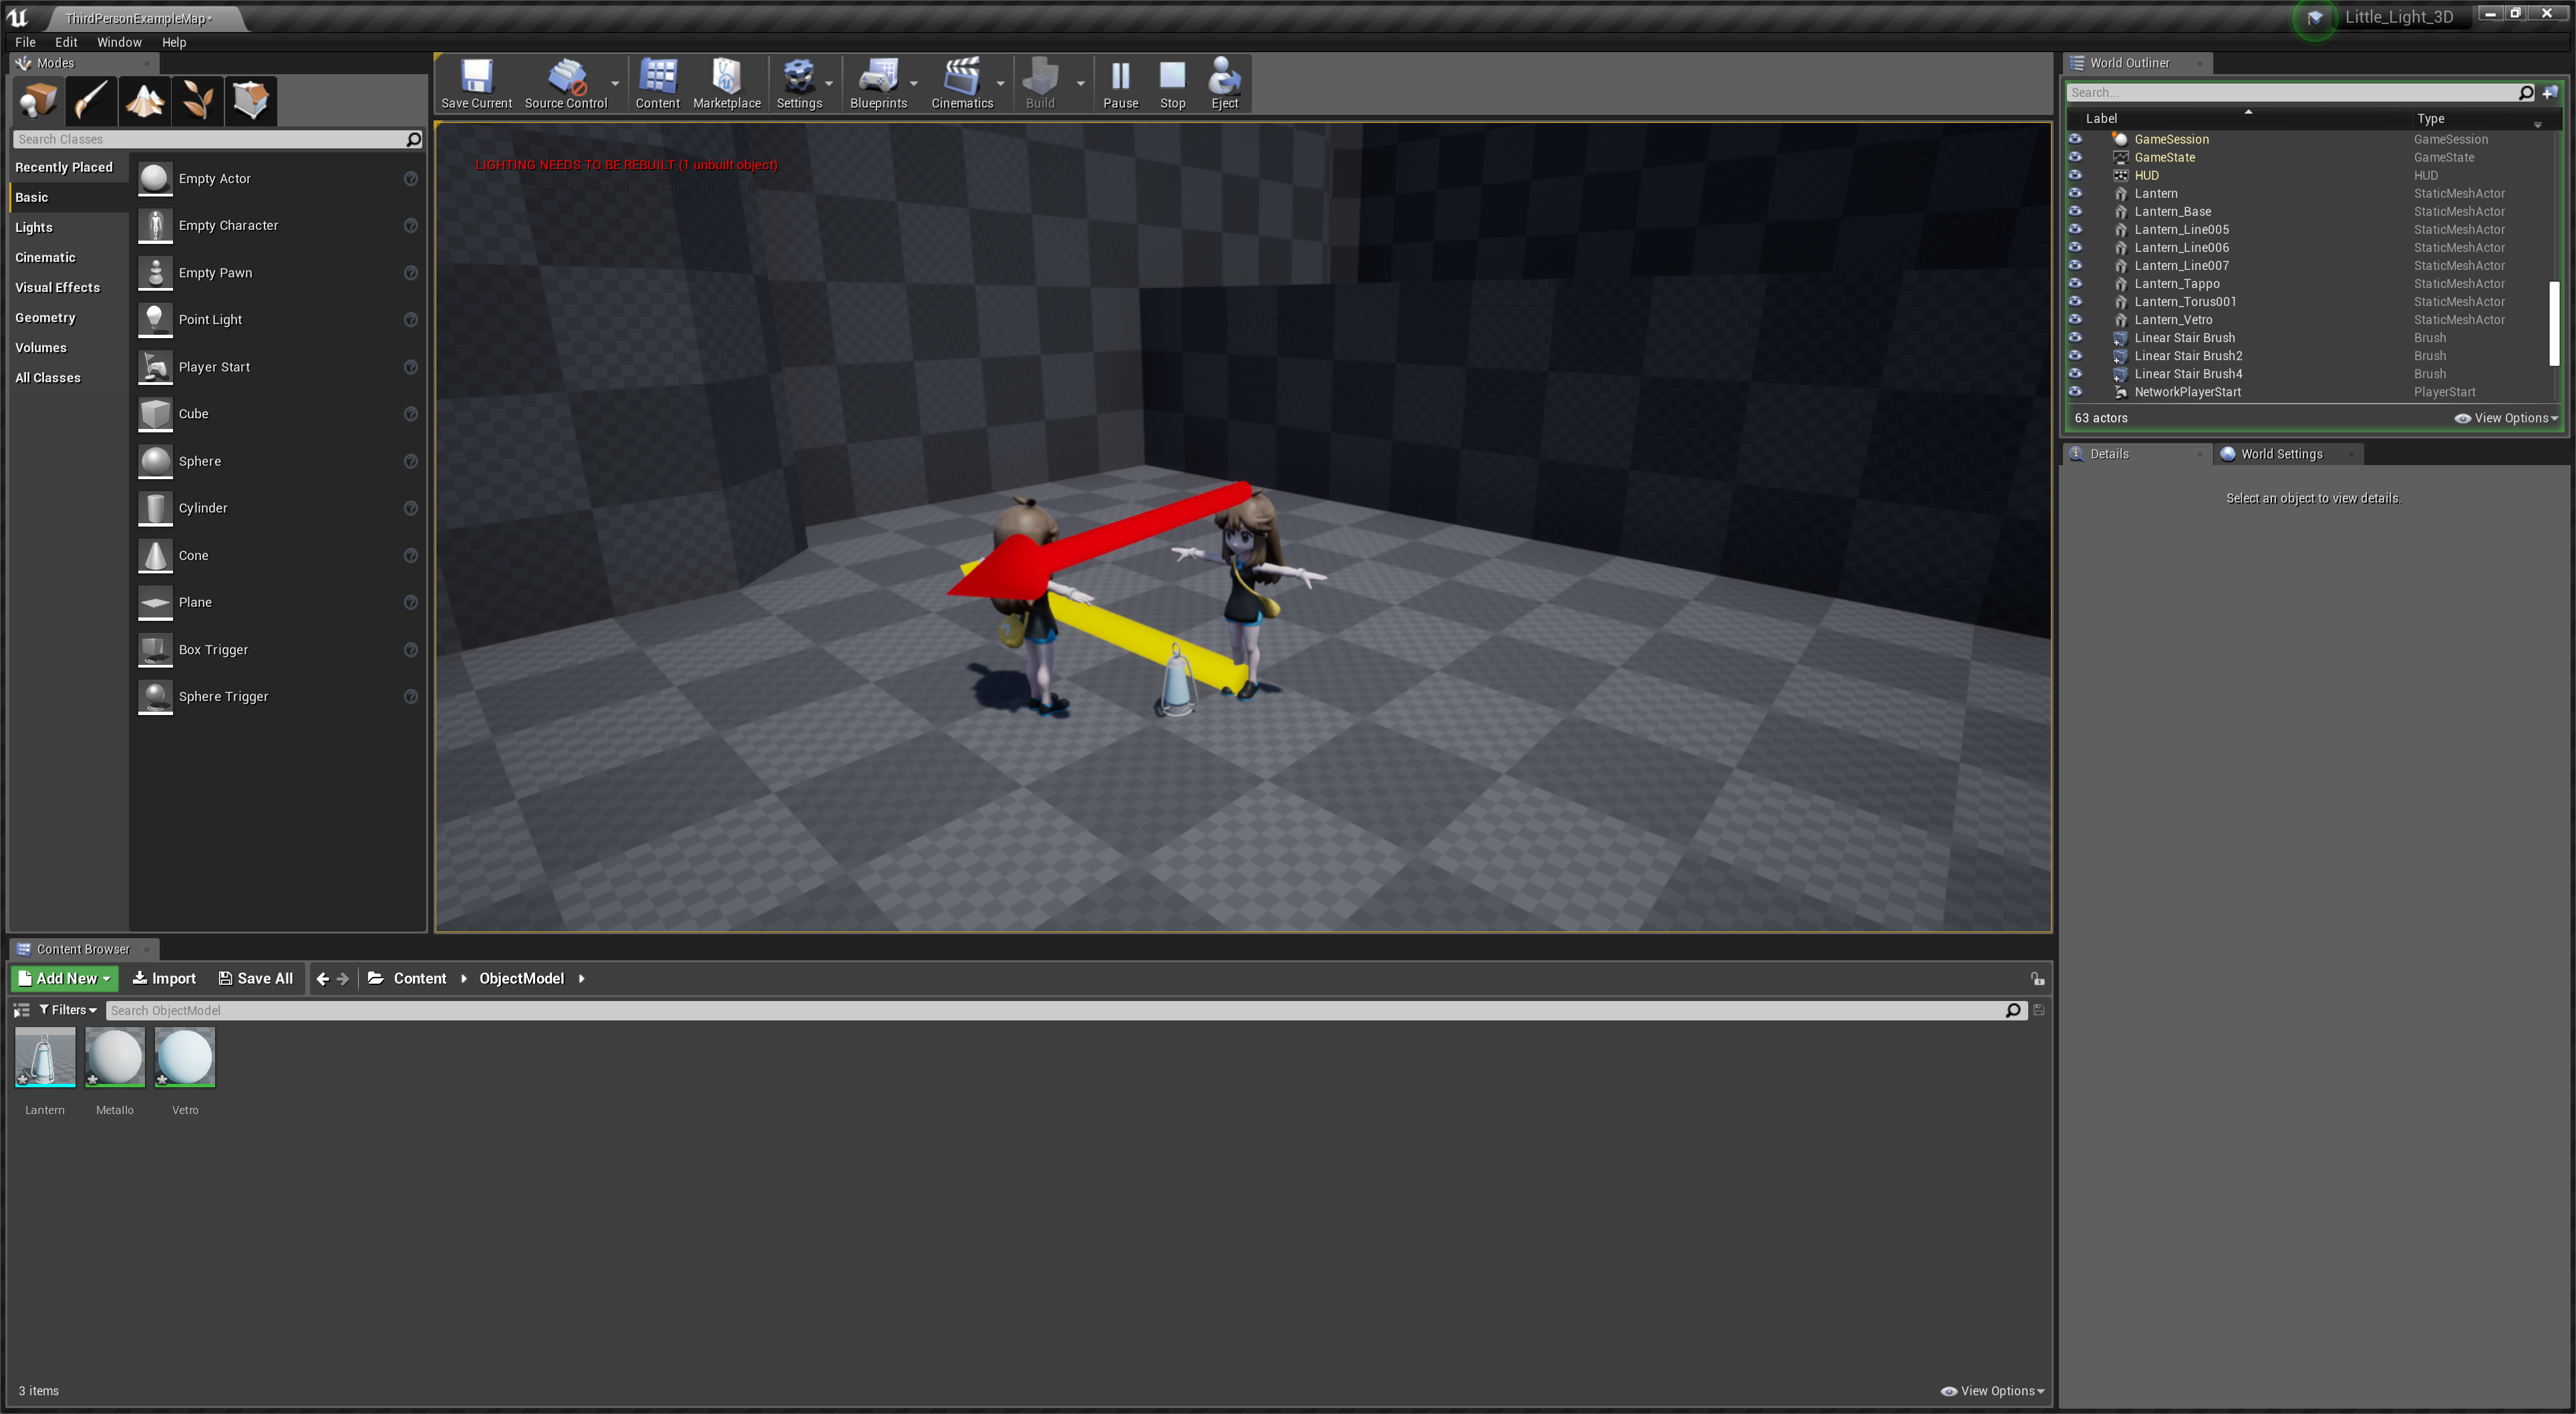 ThirdPersonExampleMap*
Little_Light_3D
File Edit Window Help
Modes
Search Classes
Recently Placed
Basic
Lights
Cinematic
Visual Effects
Geometry
Volumes
All Classes
Empty Actor
Empty Character
Empty Pawn
Point Light
Player Start
Cube
Sphere
Cylinder
Cone
Plane
Box Trigger
Sphere Trigger
Save Current Source Control Content Marketplace Settings Blueprints Cinematics Build Pause Stop Eject
LIGHTING NEEDS TO BE REBUILT (1 unbuilt object)
World Outliner
Search...
Label Type
GameSession GameSession
GameState GameState
HUD HUD
Lantern StaticMeshActor
Lantern_Base StaticMeshActor
Lantern_Line005 StaticMeshActor
Lantern_Line006 StaticMeshActor
Lantern_Line007 StaticMeshActor
Lantern_Tappo StaticMeshActor
Lantern_Torus001 StaticMeshActor
Lantern_Vetro StaticMeshActor
Linear Stair Brush Brush
Linear Stair Brush2 Brush
Linear Stair Brush4 Brush
NetworkPlayerStart PlayerStart
63 actors View Options
Details World Settings
Select an object to view details.
Content Browser
Add New Import Save All Content ObjectModel
Filters Search ObjectModel
Lantern Metallo Vetro
3 items View Options